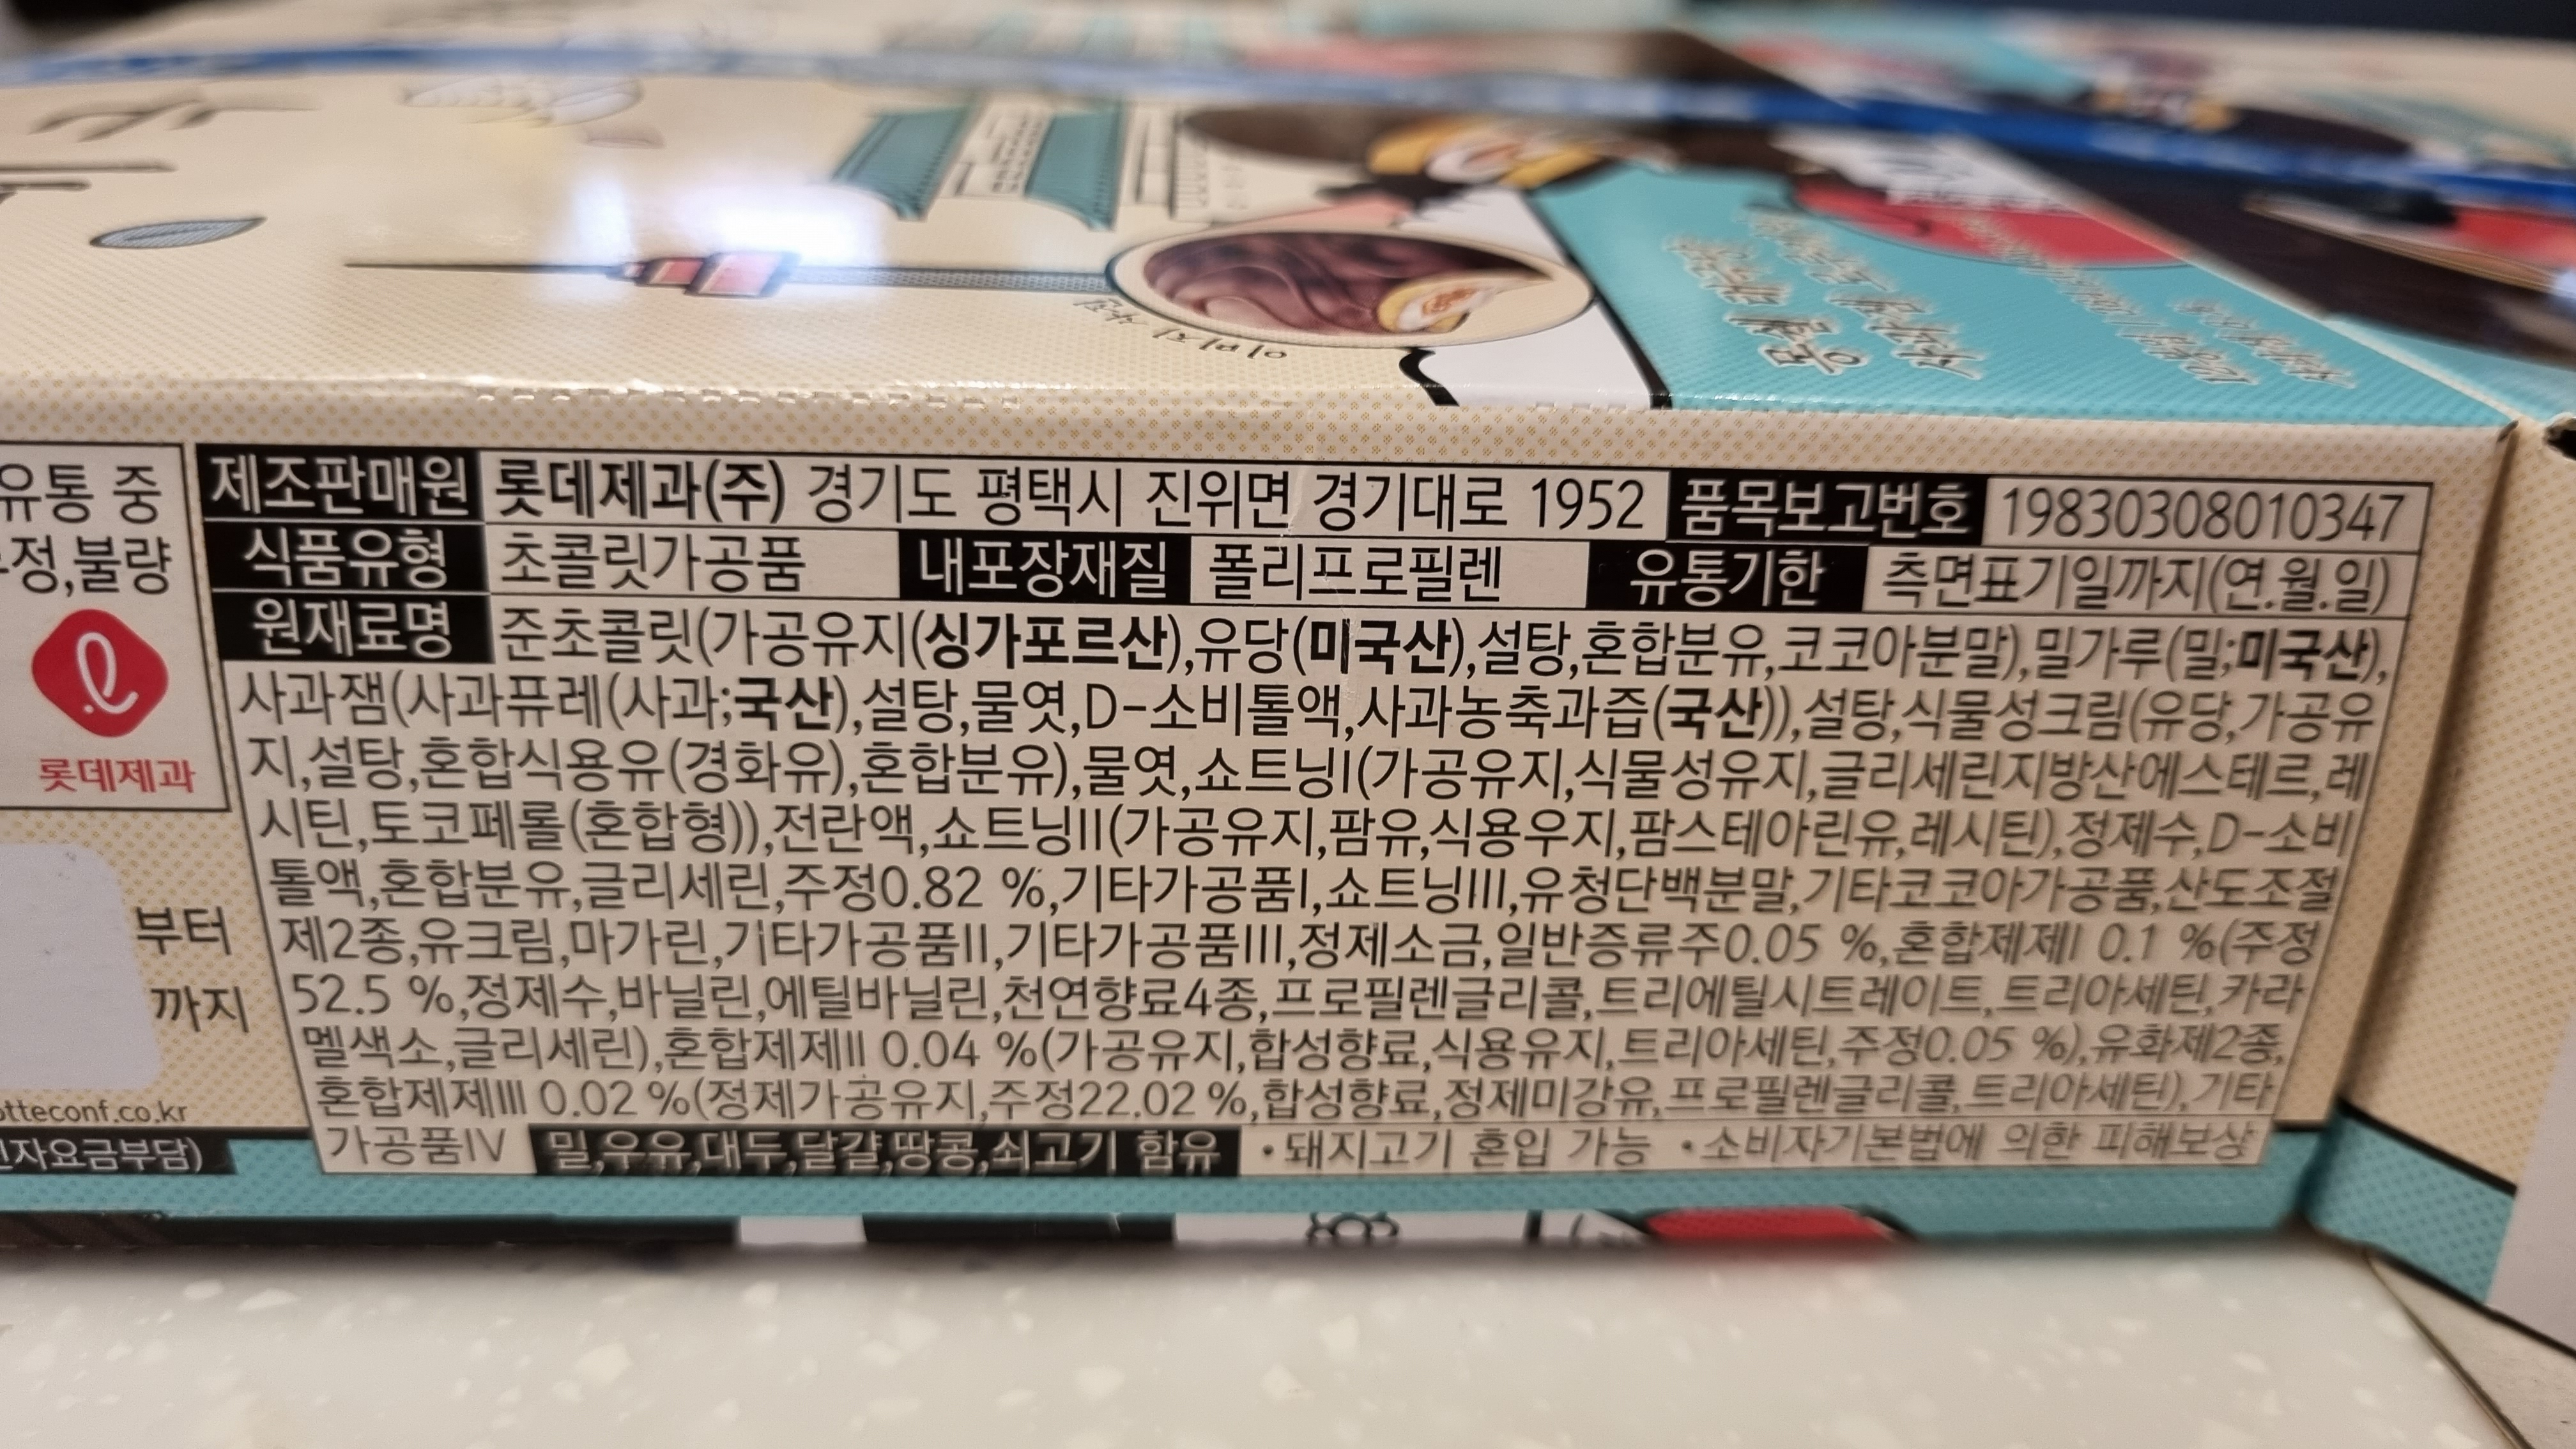 이미지 사진
유통 중
정,불량
롯데제과
부터
까지
tteconf.co.kr
자요금부담)
제조판매원 롯데제과(주) 경기도 평택시 진위면 경기대로 1952 품목보고번호 19830308010347
식품유형 초콜릿가공품 내포장재질 폴리프로필렌 유통기한 측면표기일까지(연.월.일)
원재료명 준초콜릿(가공유지(싱가포르산),유당(미국산),설탕,혼합분유,코코아분말),밀가루(밀;미국산),
사과잼(사과퓨레(사과;국산),설탕,물엿,D-소비톨액,사과농축과즙(국산)),설탕,식물성크림(유당,가공유
지,설탕,혼합식용유(경화유),혼합분유),물엿,쇼트닝I(가공유지,식물성유지,글리세린지방산에스테르,레
시틴,토코페롤(혼합형)),전란액,쇼트닝II(가공유지,팜유,식용우지,팜스테아린유,레시틴),정제수,D-소비
톨액,혼합분유,글리세린,주정0.82 %,기타가공품I,쇼트닝III,유청단백분말,기타코코아가공품,산도조절
제2종,유크림,마가린,기타가공품II,기타가공품III,정제소금,일반증류주0.05 %,혼합제제I 0.1 %(주정
52.5 %,정제수,바닐린,에틸바닐린,천연향료4종,프로필렌글리콜,트리에틸시트레이트,트리아세틴,카라
멜색소,글리세린),혼합제제II 0.04 %(가공유지,합성향료,식용유지,트리아세틴,주정0.05 %),유화제2종,
혼합제제III 0.02 %(정제가공유지,주정22.02 %,합성향료,정제미강유,프로필렌글리콜,트리아세틴),기타
가공품IV 밀,우유,대두,달걀,땅콩,쇠고기 함유 •돼지고기 혼입 가능 •소비자기본법에 의한 피해보상